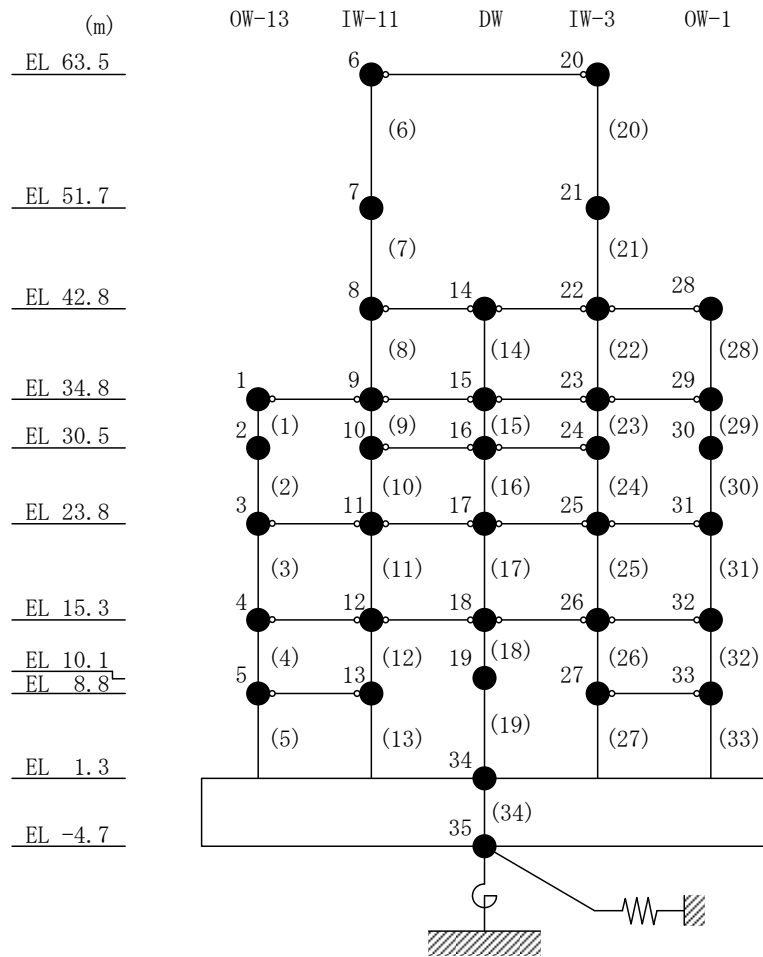 (m) OW-13 IW-11 DW IW-3 OW-1
EL 63.5 6 20
(6) (20)
EL 51.7 7 21
(7) (21)
EL 42.8 8 14 22 28
(8) (14) (22) (28)
EL 34.8 1 9 15 23 29
(1) (9) (15) (23) (29)
EL 30.5 2 10 16 24 30
(2) (10) (16) (24) (30)
EL 23.8 3 11 17 25 31
(3) (11) (17) (25) (31)
EL 15.3 4 12 18 26 32
(4) (12) (18) (26) (32)
EL 10.1 19
EL 8.8 5 13 27 33
(5) (13) (19) (27) (33)
EL 1.3 34
(34)
EL -4.7 35